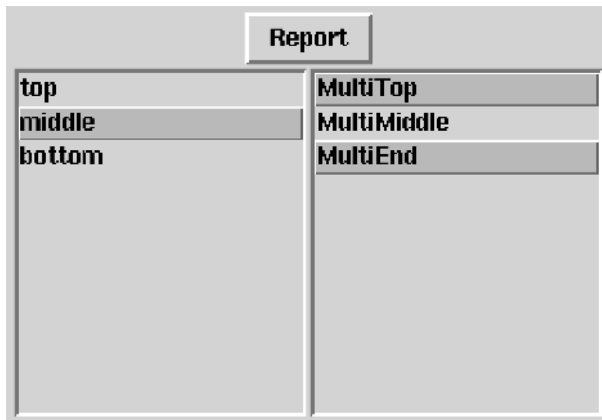 Report
top
middle
bottom
MultiTop
MultiMiddle
MultiEnd